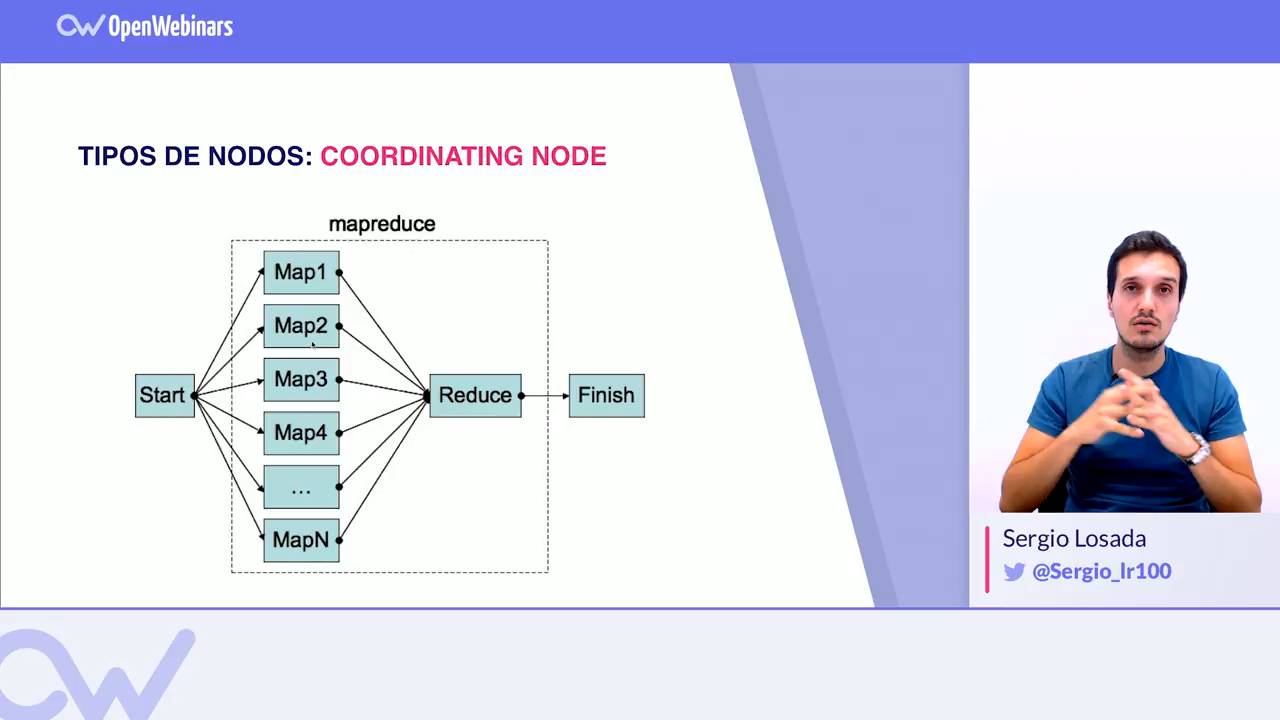 OpenWebinars
TIPOS DE NODOS: COORDINATING NODE
mapreduce
Map1
Map2
Map3
Map4
...
MapN
Start
Reduce
Finish
Sergio Losada
@Sergio_lr100